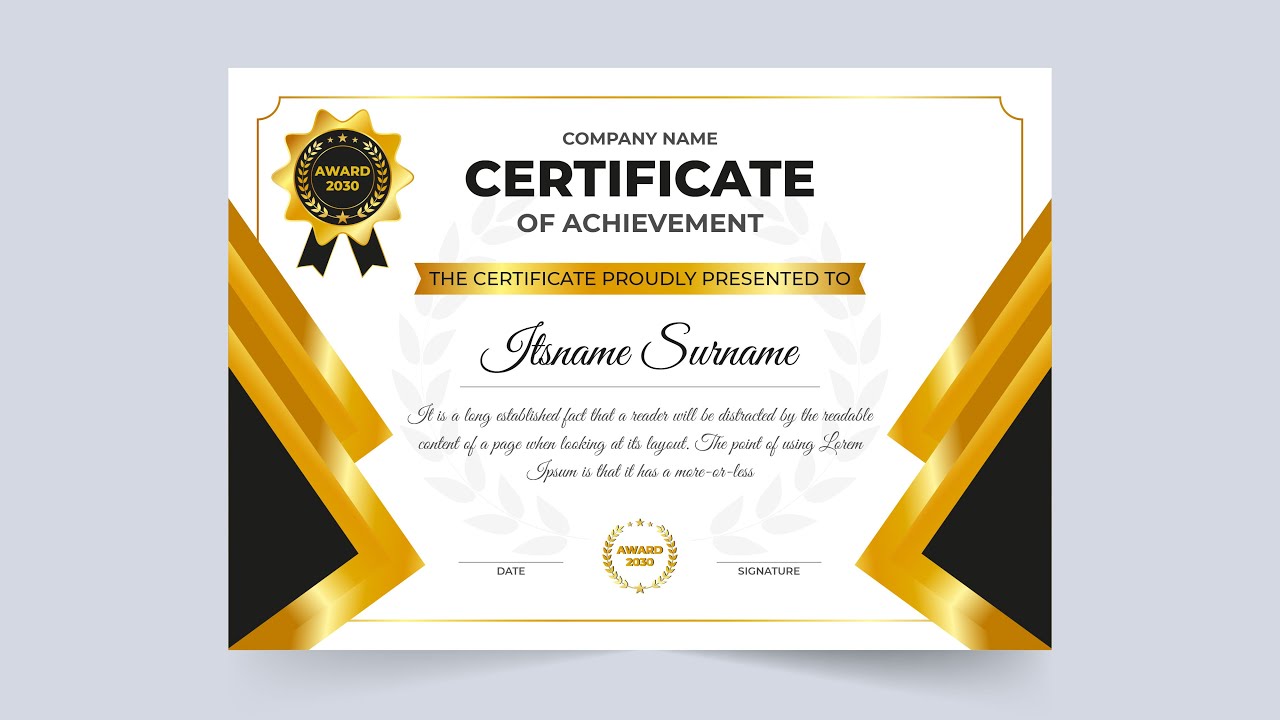 AWARD
2030
COMPANY NAME
CERTIFICATE
OF ACHIEVEMENT
THE CERTIFICATE PROUDLY PRESENTED TO
Itsname Surname
It is a long established fact that a reader will be distracted by the readable
content of a page when looking at its layout. The point of using Lorem
Ipsum is that it has a more-or-less
DATE
AWARD
2030
SIGNATURE